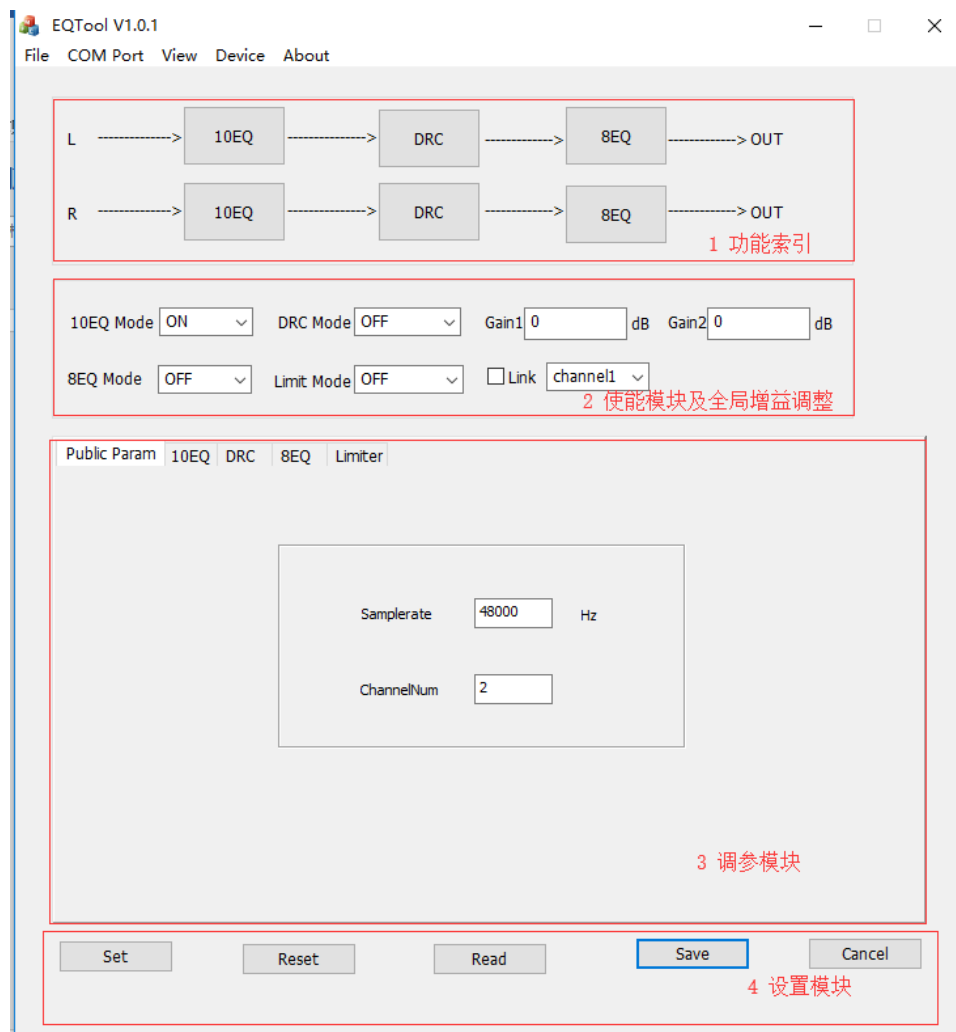 EQTool V1.0.1
File COM Port View Device About
L --------------> 10EQ ---------------> DRC -------------> 8EQ -------------> OUT
R --------------> 10EQ ---------------> DRC -------------> 8EQ -------------> OUT
1 功能索引
10EQ Mode ON DRC Mode OFF Gain1 0 dB Gain2 0 dB
8EQ Mode OFF Limit Mode OFF Link channel1
2 使能模块及全局增益调整
Public Param 10EQ DRC 8EQ Limiter
Samplerate 48000 Hz
ChannelNum 2
3 调参模块
Set Reset Read Save Cancel
4 设置模块